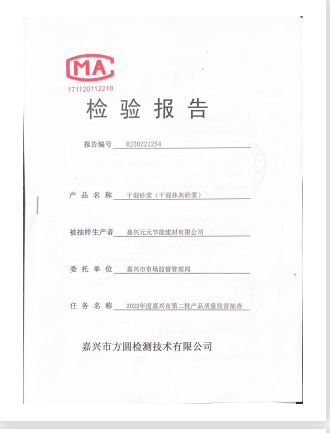 CMA
171120112218
检验报告
报告编号 HJ20221254
产品名称 干混砂浆（干混抹灰砂浆）
被抽样生产者 嘉兴元元节能建材有限公司
委托单位 嘉兴市市场监督管理局
任务名称 2022年度嘉兴市第二批产品质量监督抽查
嘉兴市方圆检测技术有限公司